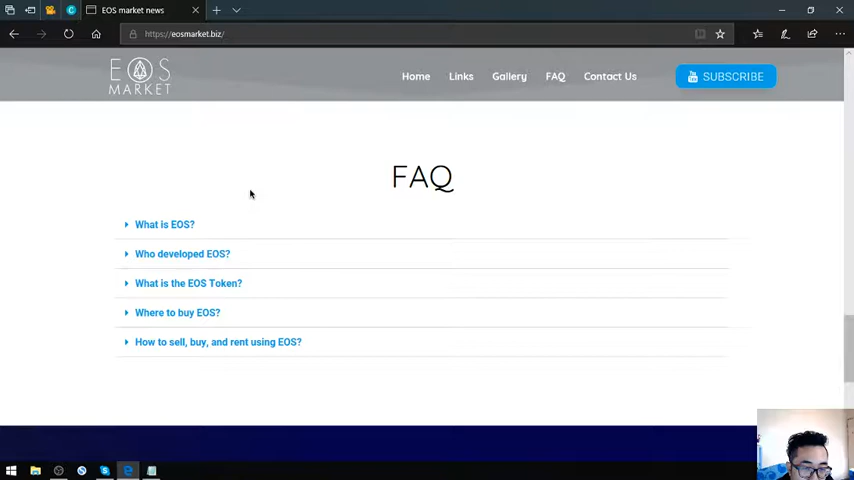 EOS market news
https://eosmarket.biz/
EOS
MARKET
Home
Links
Gallery
FAQ
Contact Us
SUBSCRIBE
FAQ
What is EOS?
Who developed EOS?
What is the EOS Token?
Where to buy EOS?
How to sell, buy, and rent using EOS?